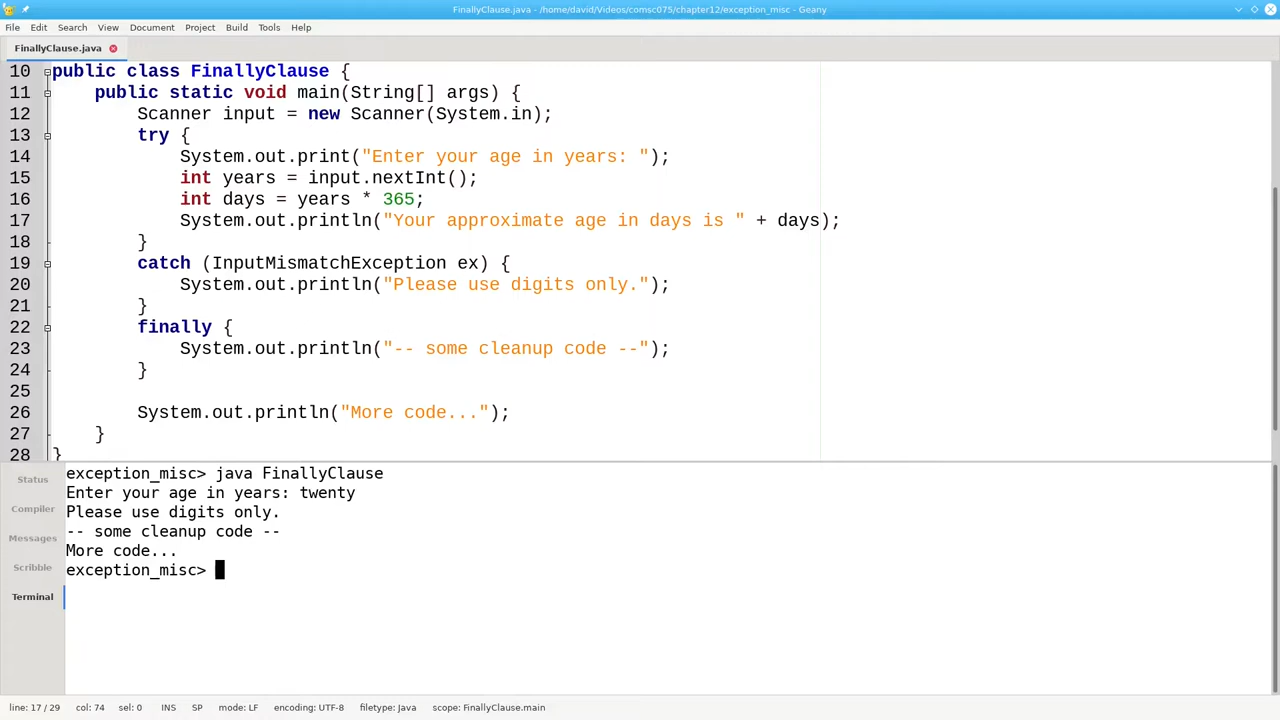 FinallyClause.java - /home/david/Videos/comsc075/chapter12/exception_misc - Geany
File Edit Search View Document Project Build Tools Help
FinallyClause.java
10 public class FinallyClause {
11     public static void main(String[] args) {
12         Scanner input = new Scanner(System.in);
13         try {
14             System.out.print("Enter your age in years: ");
15             int years = input.nextInt();
16             int days = years * 365;
17             System.out.println("Your approximate age in days is " + days);
18         }
19         catch (InputMismatchException ex) {
20             System.out.println("Please use digits only.");
21         }
22         finally {
23             System.out.println("-- some cleanup code --");
24         }
25
26         System.out.println("More code...");
27     }
28 }
Status
Compiler
Messages
Scribble
Terminal
exception_misc> java FinallyClause
Enter your age in years: twenty
Please use digits only.
-- some cleanup code --
More code...
exception_misc>
line: 17 / 29 col: 74 sel: 0 INS SP mode: LF encoding: UTF-8 filetype: Java scope: FinallyClause.main